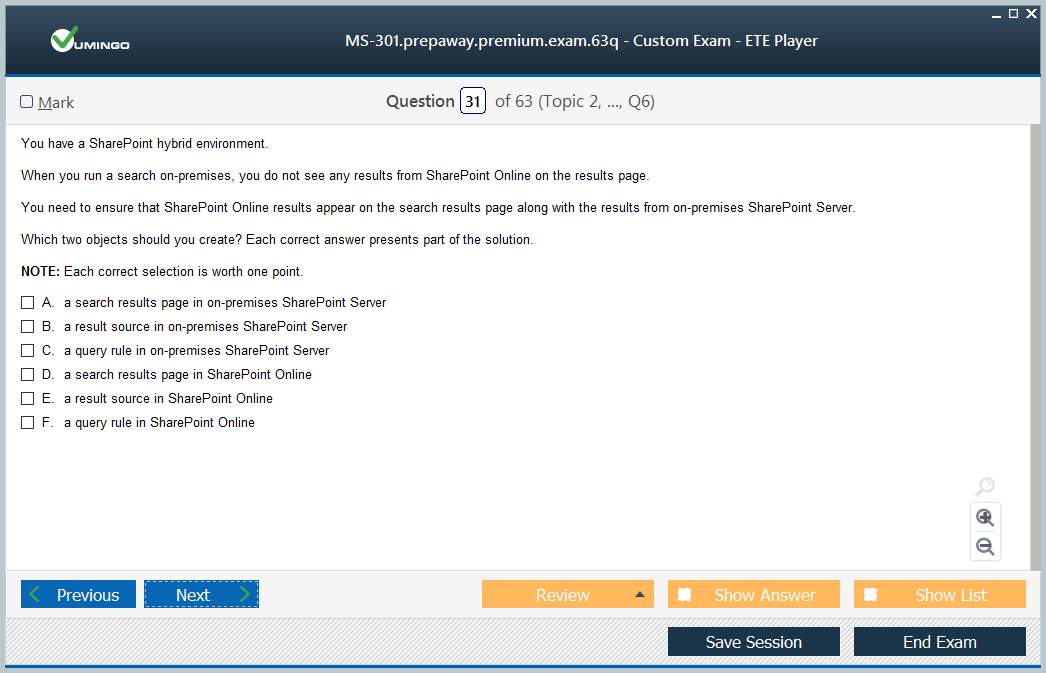 MS-301.prepaway.premium.exam.63q - Custom Exam - ETE Player
VUMINGO
Mark
Question 31 of 63 (Topic 2, ..., Q6)
You have a SharePoint hybrid environment.
When you run a search on-premises, you do not see any results from SharePoint Online on the results page.
You need to ensure that SharePoint Online results appear on the search results page along with the results from on-premises SharePoint Server.
Which two objects should you create? Each correct answer presents part of the solution.
NOTE: Each correct selection is worth one point.
A. a search results page in on-premises SharePoint Server
B. a result source in on-premises SharePoint Server
C. a query rule in on-premises SharePoint Server
D. a search results page in SharePoint Online
E. a result source in SharePoint Online
F. a query rule in SharePoint Online
Previous
Next
Review
Show Answer
Show List
Save Session
End Exam